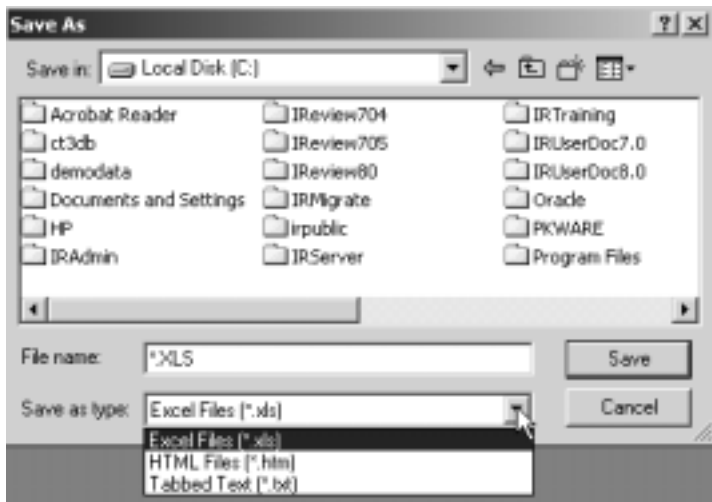 Save As
Save in: Local Disk (C:)
Acrobat Reader
ct3db
demodata
Documents and Settings
HP
IRAdmin
IReview704
IReview705
IReview80
IRMigrate
irpublic
IRServer
IRTraining
IRUserDoc7.0
IRUserDoc8.0
Oracle
PKWARE
Program Files
File name: *.XLS
Save
Save as type: Excel Files (*.xls)
Cancel
Excel Files (*.xls)
HTML Files (*.htm)
Tabbed Text (*.txt)